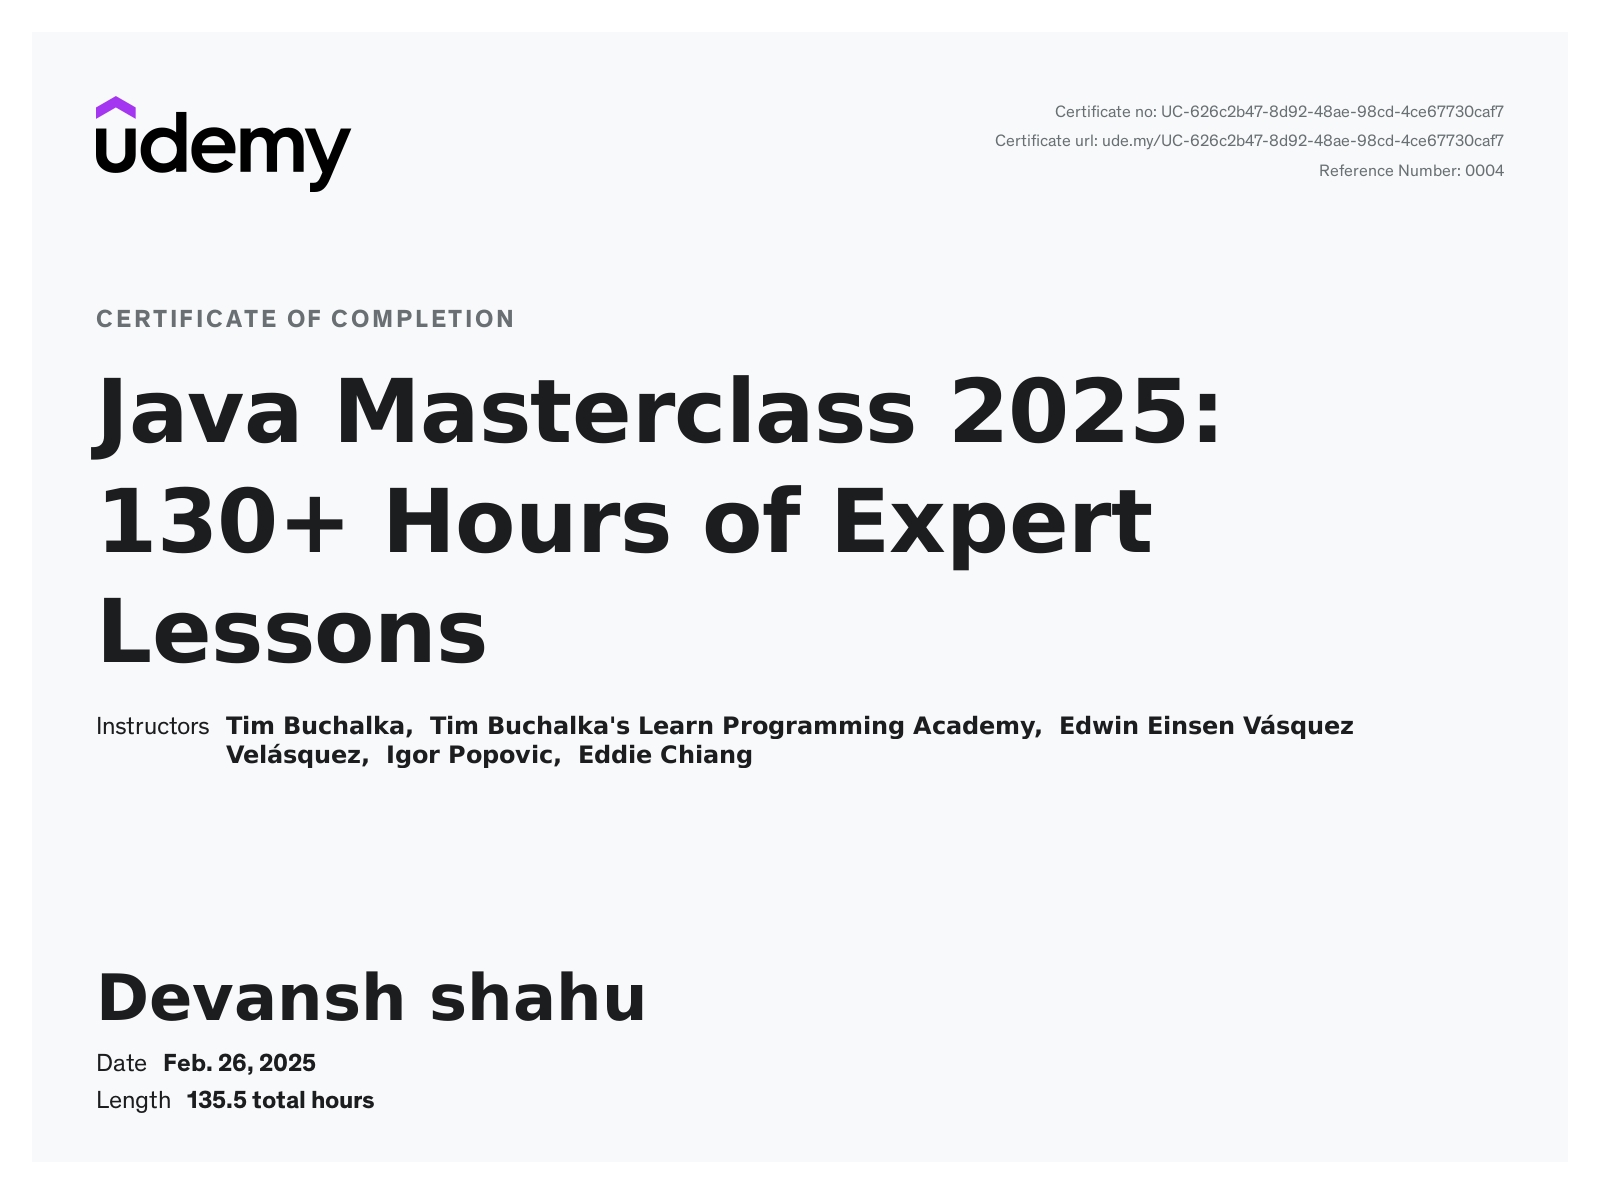 udemy
Certificate no: UC-626c2b47-8d92-48ae-98cd-4ce67730caf7
Certificate url: ude.my/UC-626c2b47-8d92-48ae-98cd-4ce67730caf7
Reference Number: 0004
CERTIFICATE OF COMPLETION
Java Masterclass 2025:
130+ Hours of Expert
Lessons
Instructors Tim Buchalka, Tim Buchalka's Learn Programming Academy, Edwin Einsen Vásquez
Velásquez, Igor Popovic, Eddie Chiang
Devansh shahu
Date Feb. 26, 2025
Length 135.5 total hours